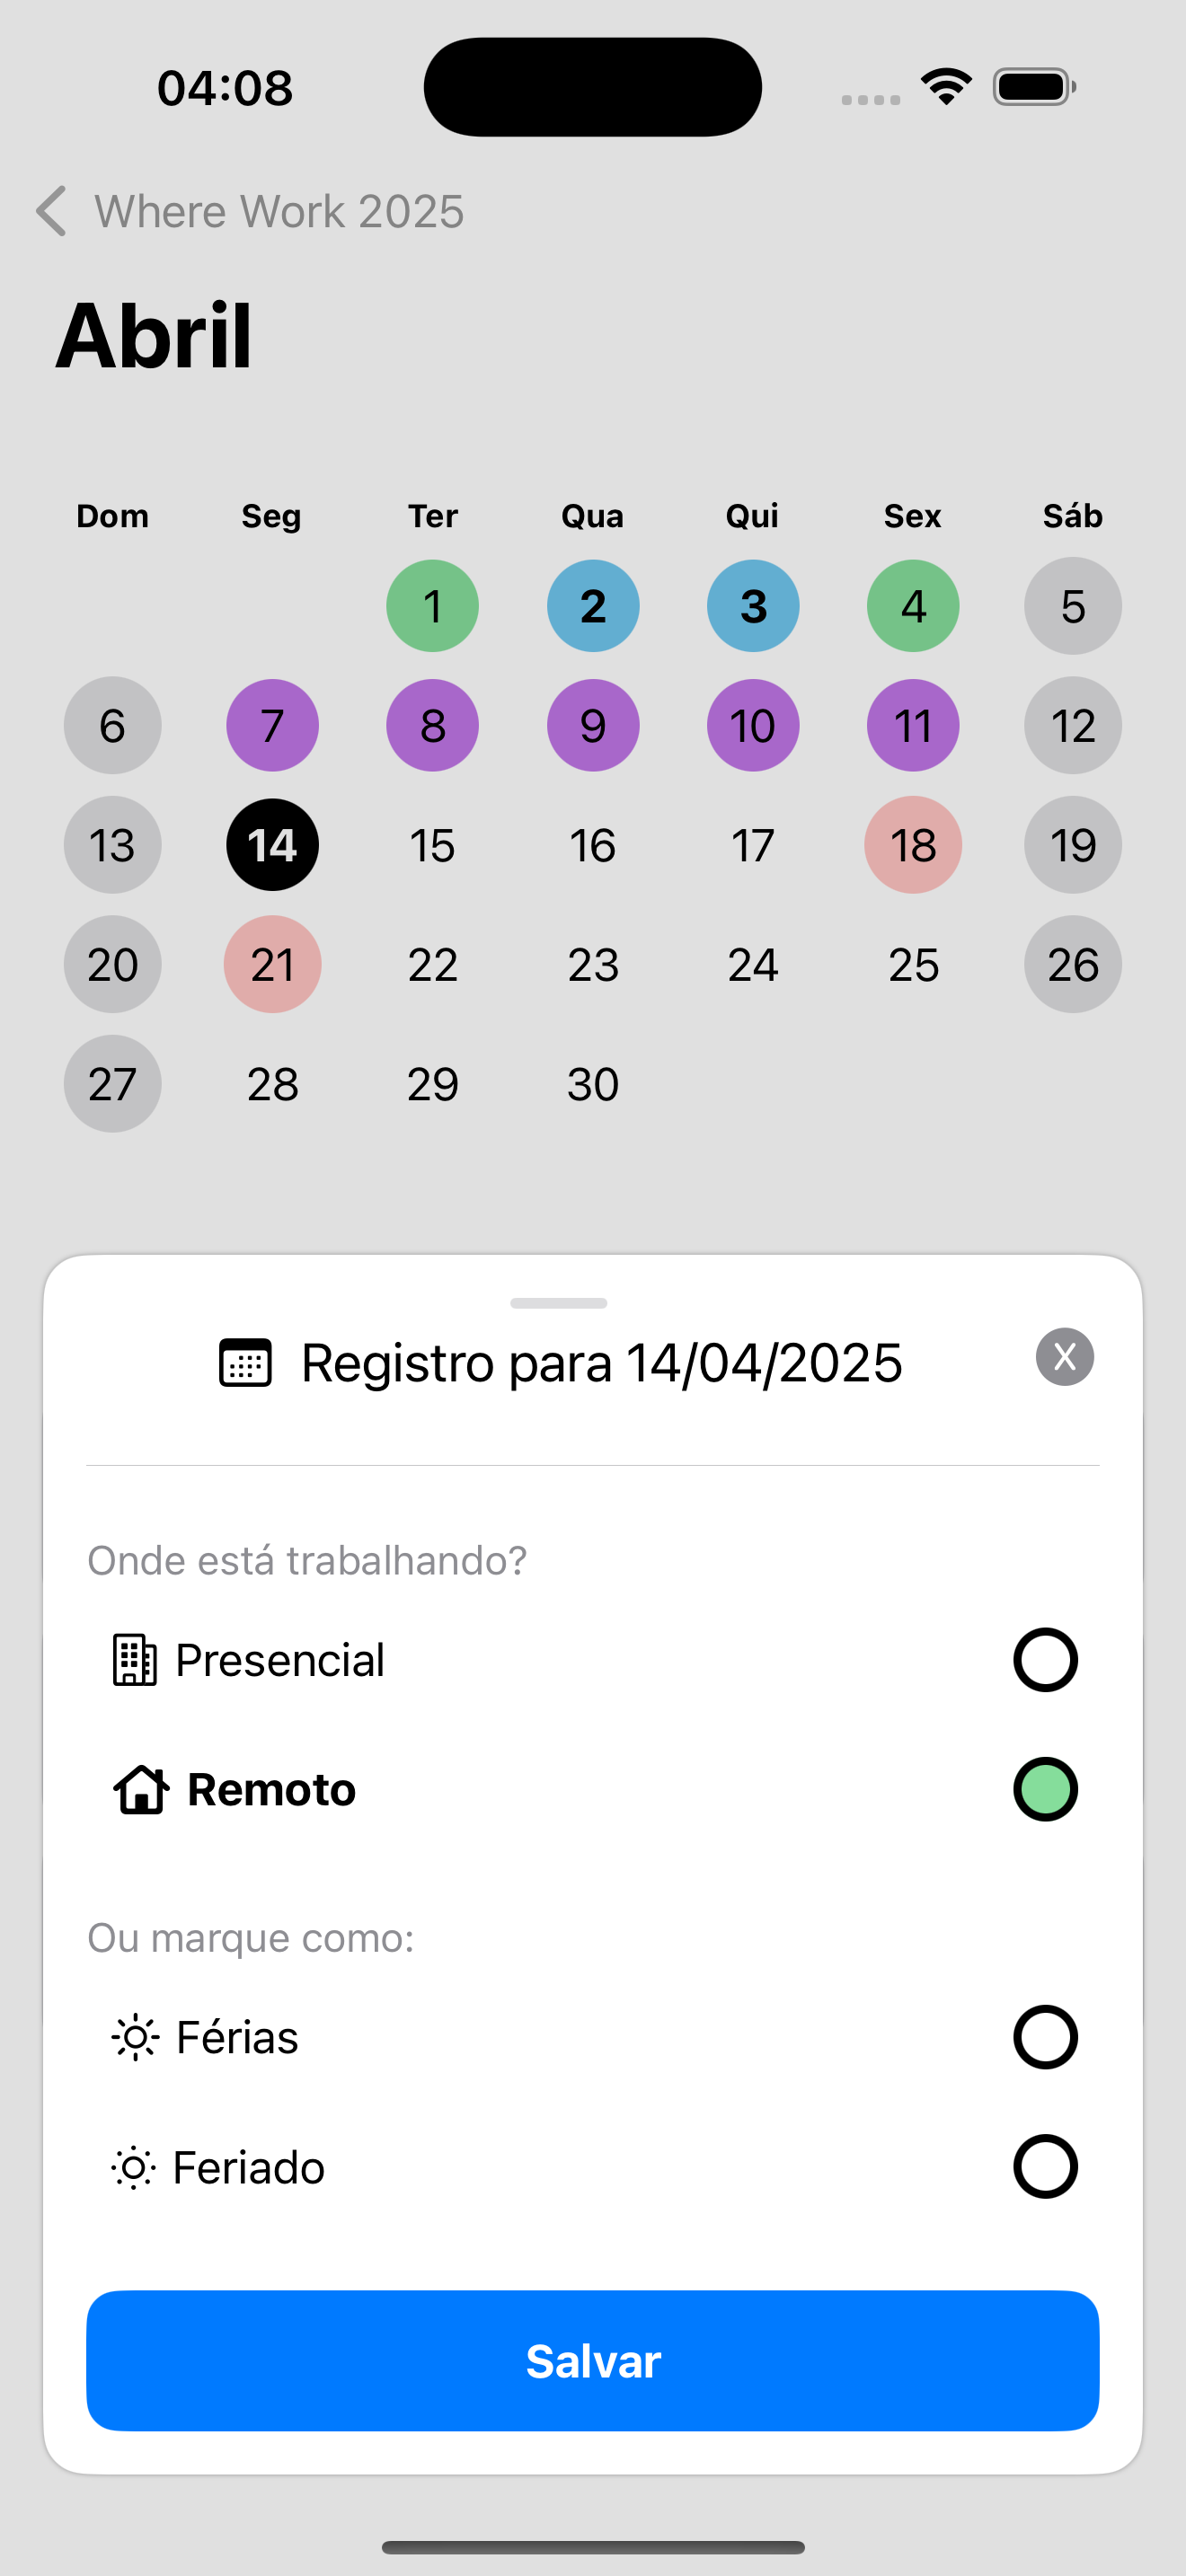 04:08
Where Work 2025
Abril
Dom Seg Ter Qua Qui Sex Sáb
1 2 3 4 5
6 7 8 9 10 11 12
13 14 15 16 17 18 19
20 21 22 23 24 25 26
27 28 29 30
Registro para 14/04/2025 X
Onde está trabalhando?
Presencial
Remoto
Ou marque como:
Férias
Feriado
Salvar